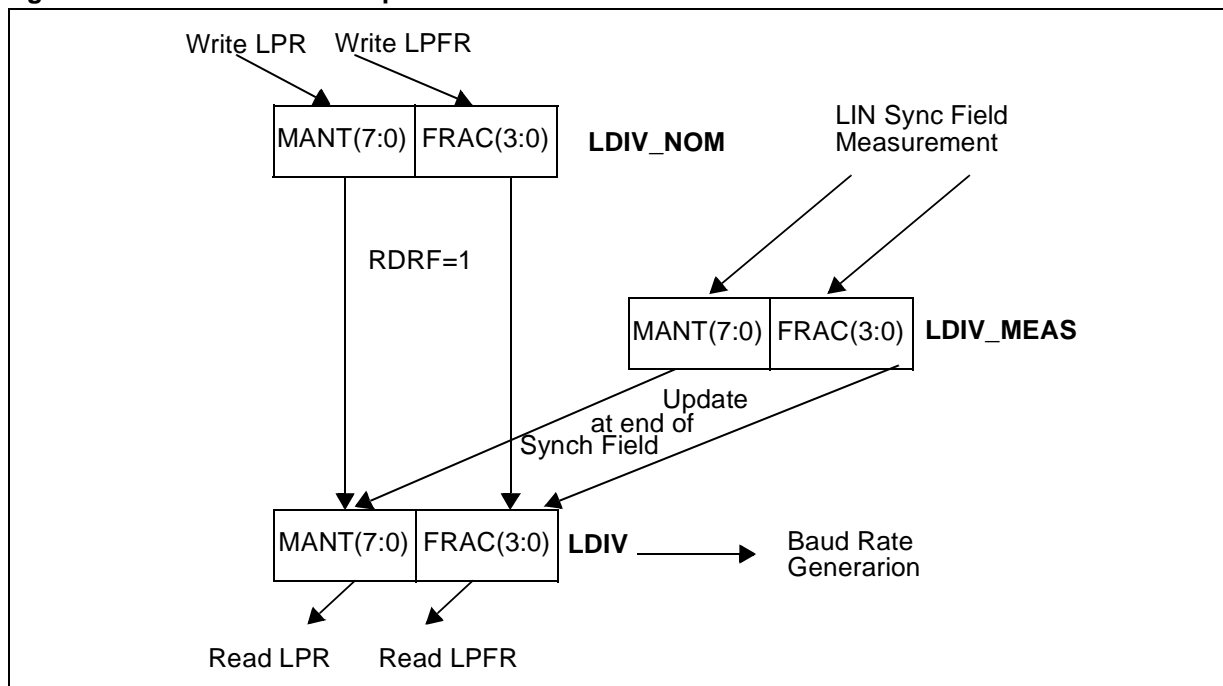 Write LPR Write LPFR
MANT(7:0) FRAC(3:0) LDIV_NOM
LIN Sync Field
Measurement
RDRF=1
MANT(7:0) FRAC(3:0) LDIV_MEAS
Update
at end of
Synch Field
MANT(7:0) FRAC(3:0) LDIV
Baud Rate
Generarion
Read LPR Read LPFR